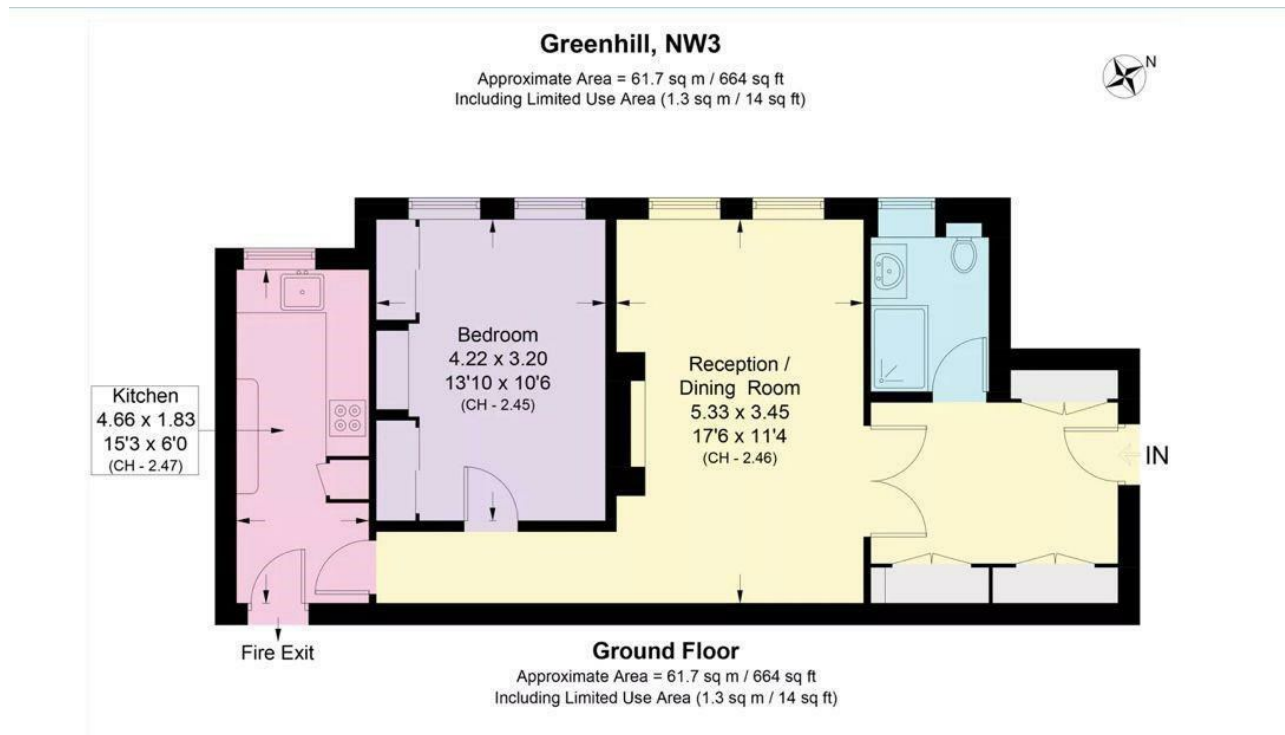 Greenhill, NW3
Approximate Area = 61.7 sq m / 664 sq ft
Including Limited Use Area (1.3 sq m / 14 sq ft)
N
Bedroom
4.22 x 3.20
13'10 x 10'6
(CH - 2.45)
Reception /
Dining Room
5.33 x 3.45
17'6 x 11'4
(CH - 2.46)
Kitchen
4.66 x 1.83
15'3 x 6'0
(CH - 2.47)
IN
Fire Exit
Ground Floor
Approximate Area = 61.7 sq m / 664 sq ft
Including Limited Use Area (1.3 sq m / 14 sq ft)